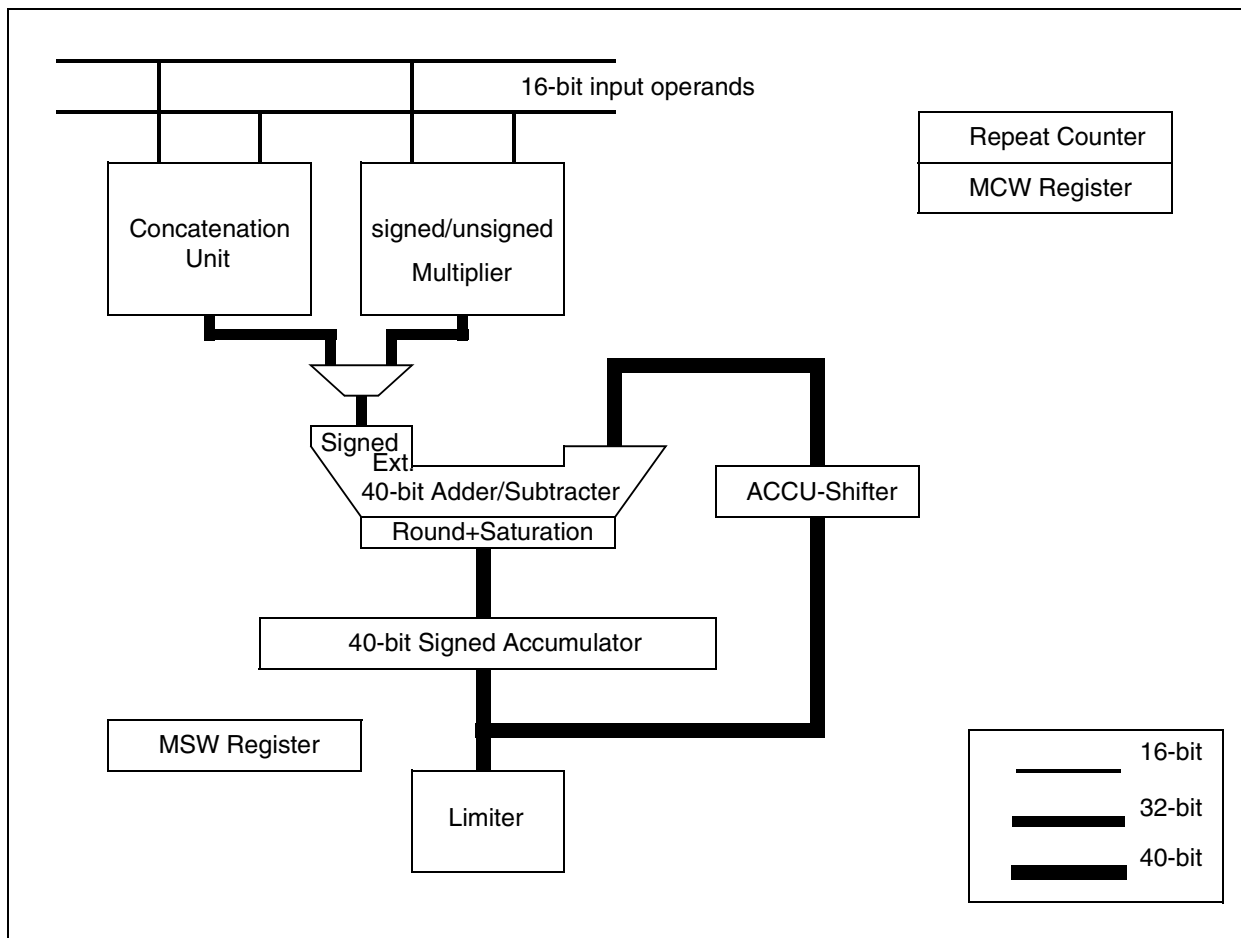 16-bit input operands
Repeat Counter
MCW Register
Concatenation
Unit
signed/unsigned
Multiplier
Signed
Ext.
40-bit Adder/Subtracter
Round+Saturation
ACCU-Shifter
40-bit Signed Accumulator
MSW Register
Limiter
16-bit
32-bit
40-bit